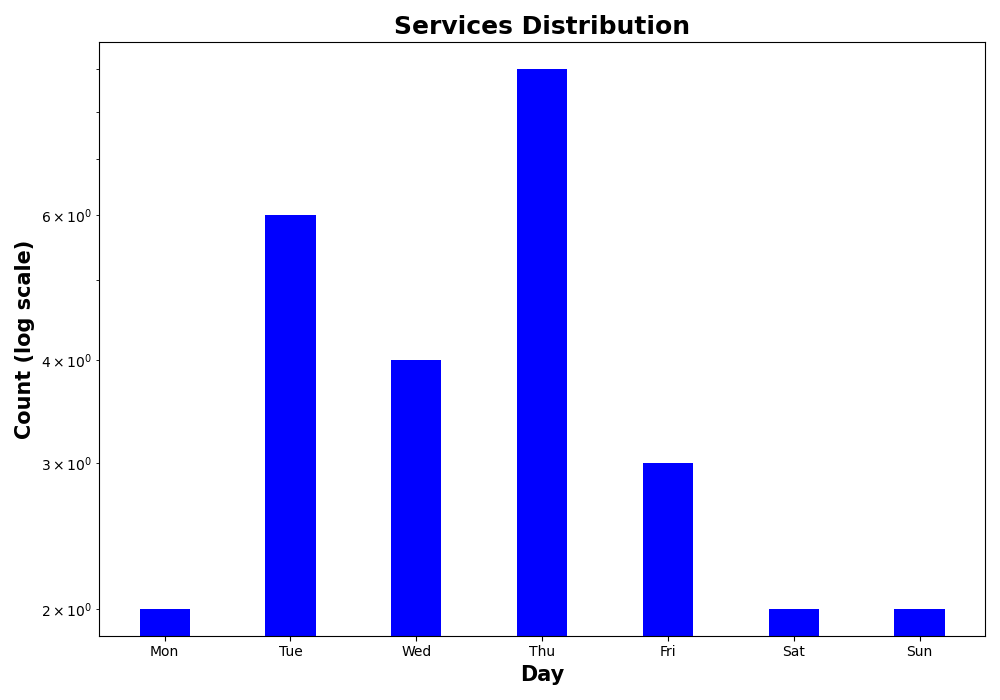 Services Distribution
Count (log scale)
6 × 10⁰
4 × 10⁰
3 × 10⁰
2 × 10⁰
Mon Tue Wed Thu Fri Sat Sun
Day